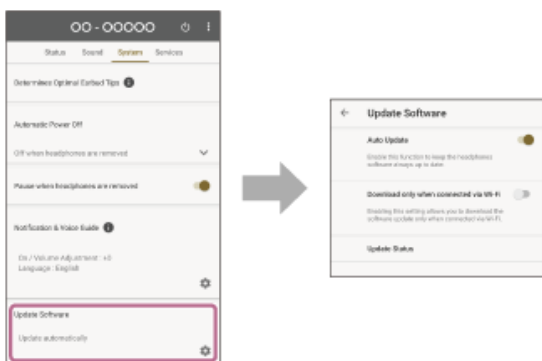 OO-OOOOO
Status Sound System Services
Determines Optimal Earbud Tips
Automatic Power Off
Off when headphones are removed
Pause when headphones are removed
Notification & Voice Guide
On / Volume Adjustment : +0
Language : English
Update Software
Update automatically
Update Software
Auto Update
Enable this function to keep the headphones
software always up to date.
Download only when connected via Wi-Fi
Enabling this setting allows you to download the
software update only when connected via Wi-Fi.
Update Status